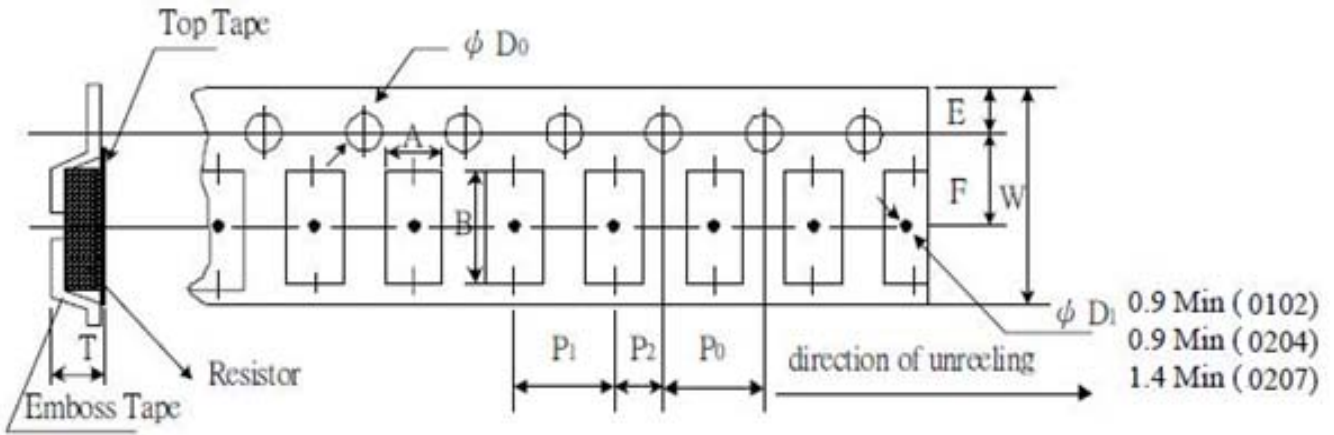 Top Tape
ϕ D0
A
E
F
W
B
T
P1
P2
P0
direction of unreeling
ϕ D1
0.9 Min (0102)
0.9 Min (0204)
1.4 Min (0207)
Resistor
Emboss Tape